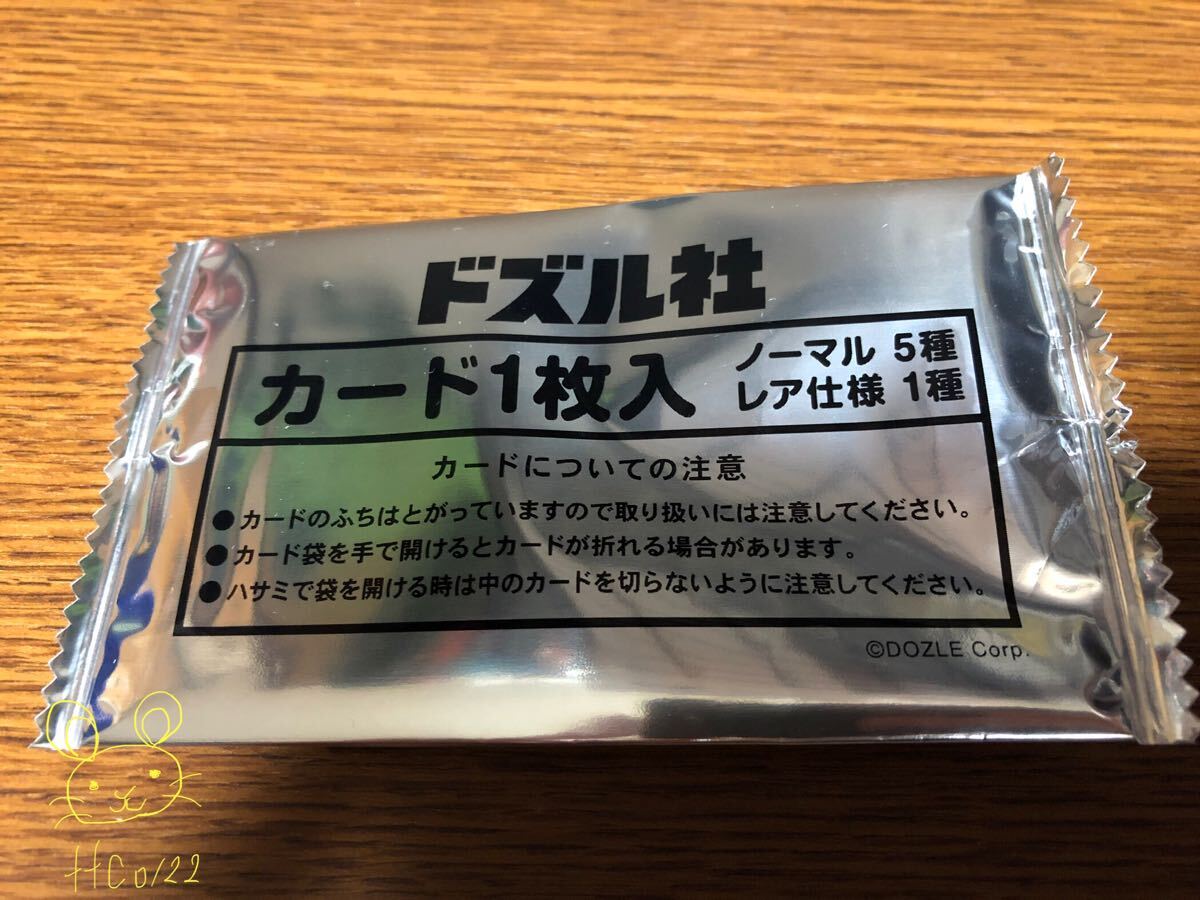 ドズル社
カード1枚入
ノーマル 5種
レア仕様 1種
カードについての注意
●カードのふちはとがっていますので取り扱いには注意してください。
●カード袋を手で開けるとカードが折れる場合があります。
●ハサミで袋を開ける時は中のカードを切らないように注意してください。
©DOZLE Corp.
HCo122